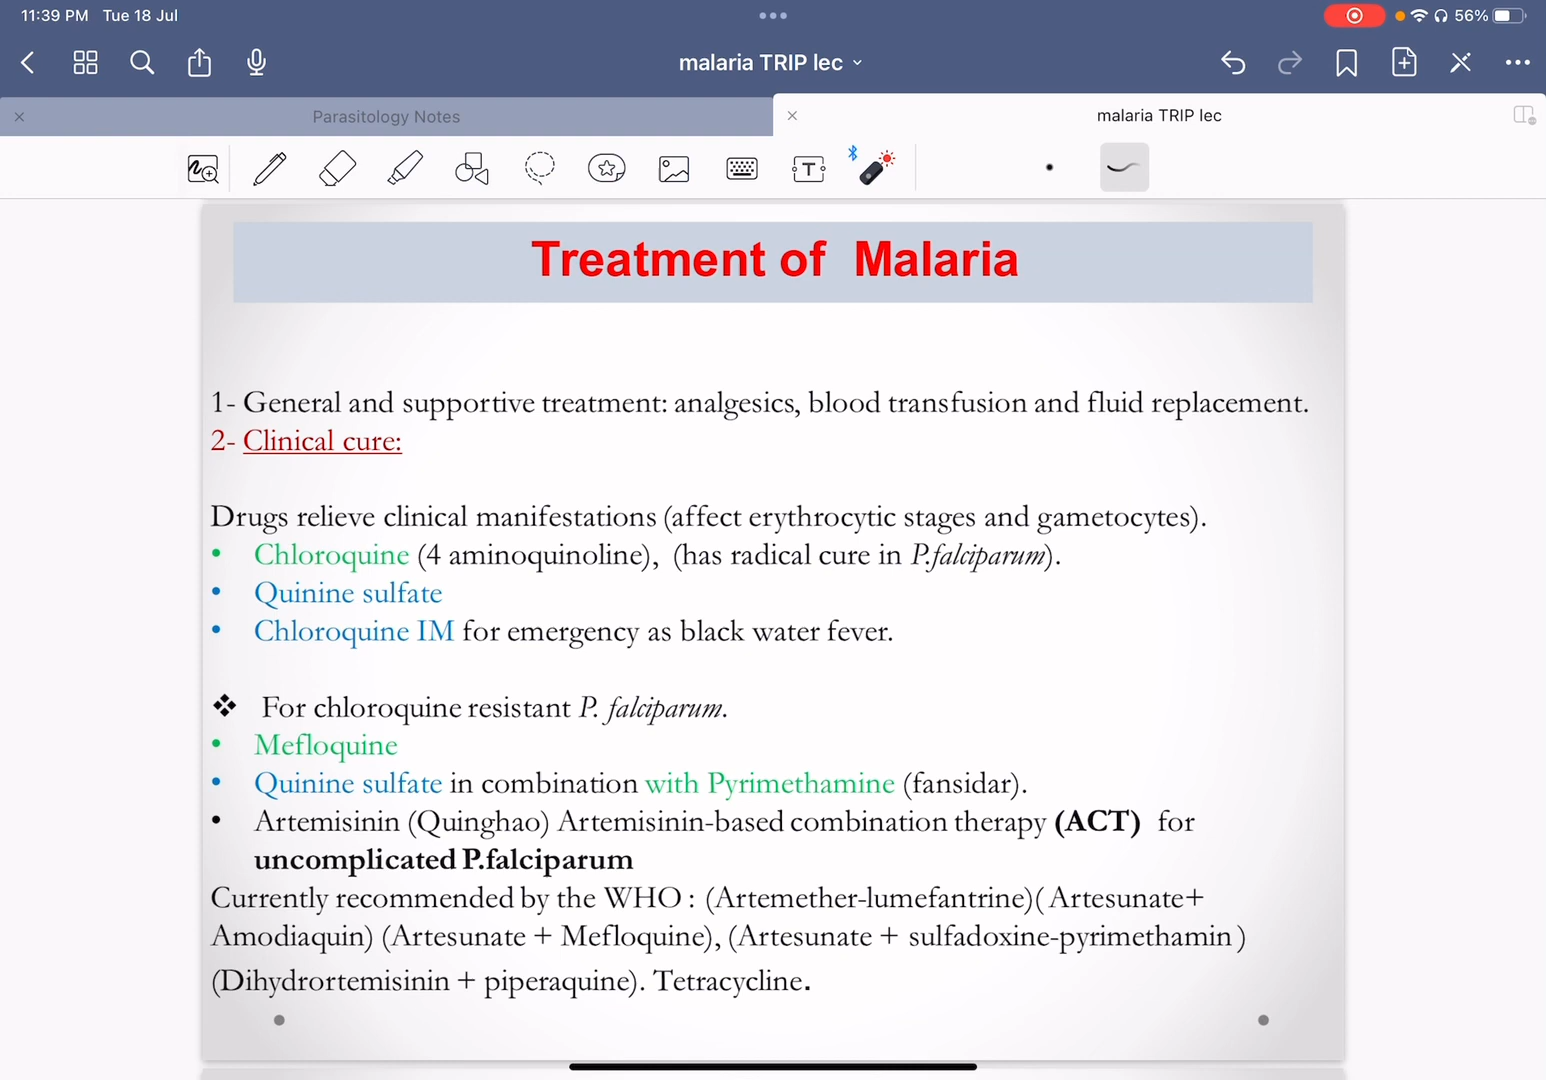 11:39 PM Tue 18 Jul
56%
malaria TRIP lec
Parasitology Notes
malaria TRIP lec
T
Treatment of Malaria
1- General and supportive treatment: analgesics, blood transfusion and fluid replacement.
2- Clinical cure:
Drugs relieve clinical manifestations (affect erythrocytic stages and gametocytes).
• Chloroquine (4 aminoquinoline), (has radical cure in P.falciparum).
• Quinine sulfate
• Chloroquine IM for emergency as black water fever.
❖ For chloroquine resistant P. falciparum.
• Mefloquine
• Quinine sulfate in combination with Pyrimethamine (fansidar).
• Artemisinin (Quinghao) Artemisinin-based combination therapy (ACT) for
uncomplicated P.falciparum
Currently recommended by the WHO : (Artemether-lumefantrine)( Artesunate+
Amodiaquin) (Artesunate + Mefloquine), (Artesunate + sulfadoxine-pyrimethamin )
(Dihydrortemisinin + piperaquine). Tetracycline.